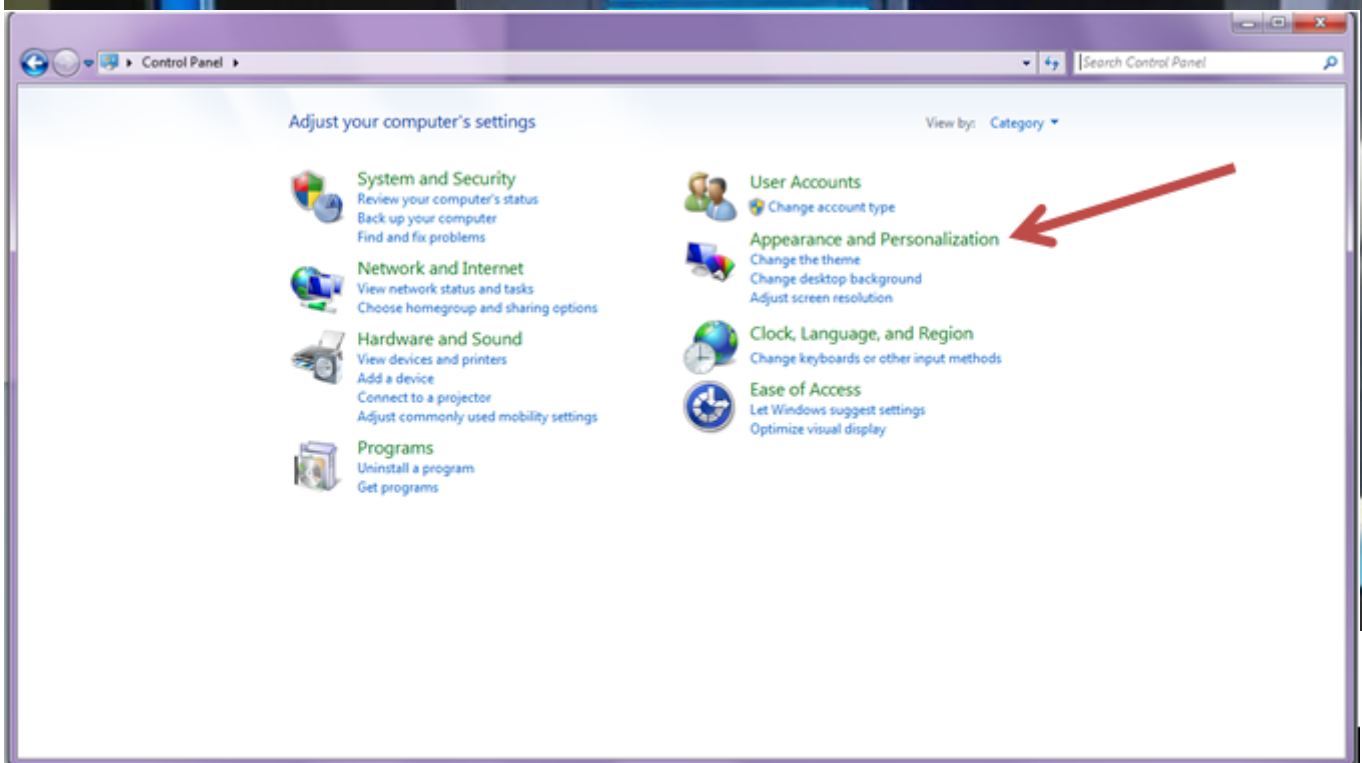 Control Panel
Search Control Panel
Adjust your computer's settings
View by: Category
System and Security
Review your computer's status
Back up your computer
Find and fix problems
Network and Internet
View network status and tasks
Choose homegroup and sharing options
Hardware and Sound
View devices and printers
Add a device
Connect to a projector
Adjust commonly used mobility settings
Programs
Uninstall a program
Get programs
User Accounts
Change account type
Appearance and Personalization
Change the theme
Change desktop background
Adjust screen resolution
Clock, Language, and Region
Change keyboards or other input methods
Ease of Access
Let Windows suggest settings
Optimize visual display